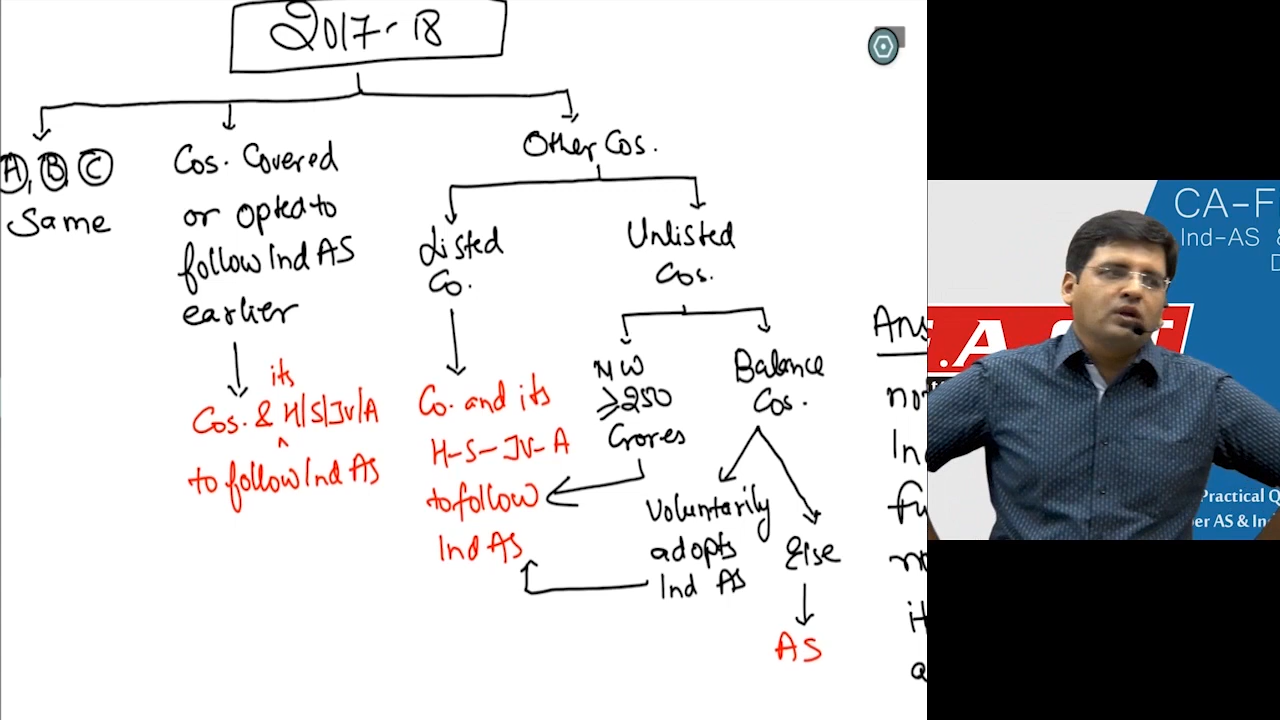 2017-18
A, B, C
Same
Cos. Covered
or opted to
follow Ind AS
earlier
its
Cos. & H/S/JV/A
to follow Ind AS
Other Cos.
Listed
Co.
Co. and its
H-S-JV-A
to follow
Ind AS
Unlisted
Cos.
NW
≥250
Crores
Balance
Cos.
Voluntarily
adopts
Ind AS
Else
AS
Ans
CA-F
Ind-AS &
D
.A.S
Practical Q
er AS & Ind